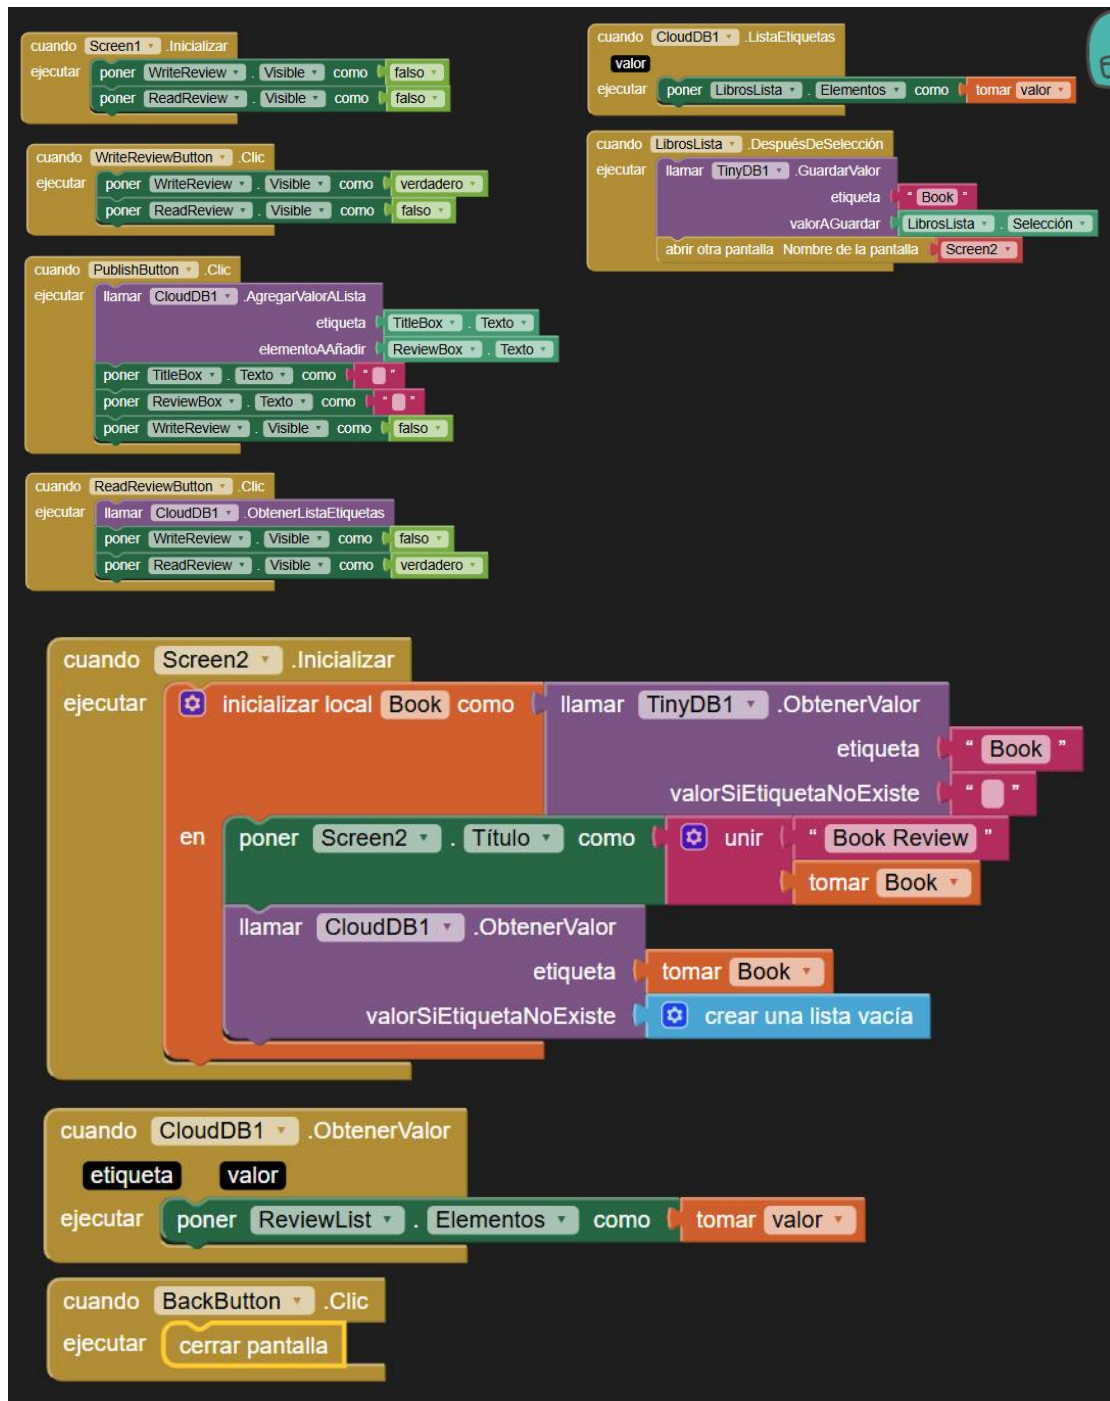 cuando Screen1 .Inicializar
ejecutar poner WriteReview . Visible como falso
poner ReadReview . Visible como falso
cuando WriteReviewButton .Clic
ejecutar poner WriteReview . Visible como verdadero
poner ReadReview . Visible como falso
cuando PublishButton .Clic
ejecutar llamar CloudDB1 .AgregarValorALista
etiqueta TitleBox . Texto
elementoAAñadir ReviewBox . Texto
poner TitleBox . Texto como " "
poner ReviewBox . Texto como " "
poner WriteReview . Visible como falso
cuando ReadReviewButton .Clic
ejecutar llamar CloudDB1 .ObtenerListaEtiquetas
poner WriteReview . Visible como falso
poner ReadReview . Visible como verdadero
cuando CloudDB1 .ListaEtiquetas
valor
ejecutar poner LibrosLista . Elementos como tomar valor
cuando LibrosLista .DespuésDeSelección
ejecutar llamar TinyDB1 .GuardarValor
etiqueta " Book "
valorAGuardar LibrosLista . Selección
abrir otra pantalla Nombre de la pantalla Screen2
cuando Screen2 .Inicializar
ejecutar inicializar local Book como llamar TinyDB1 .ObtenerValor
etiqueta " Book "
valorSiEtiquetaNoExiste " "
en poner Screen2 . Título como unir " Book Review "
tomar Book
llamar CloudDB1 .ObtenerValor
etiqueta tomar Book
valorSiEtiquetaNoExiste crear una lista vacía
cuando CloudDB1 .ObtenerValor
etiqueta valor
ejecutar poner ReviewList . Elementos como tomar valor
cuando BackButton .Clic
ejecutar cerrar pantalla